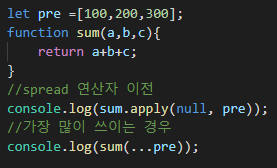 let pre =[100,200,300];
function sum(a,b,c){
    return a+b+c;
}
//spread 연산자 이전
console.log(sum.apply(null, pre));
//가장 많이 쓰이는 경우
console.log(sum(...pre));